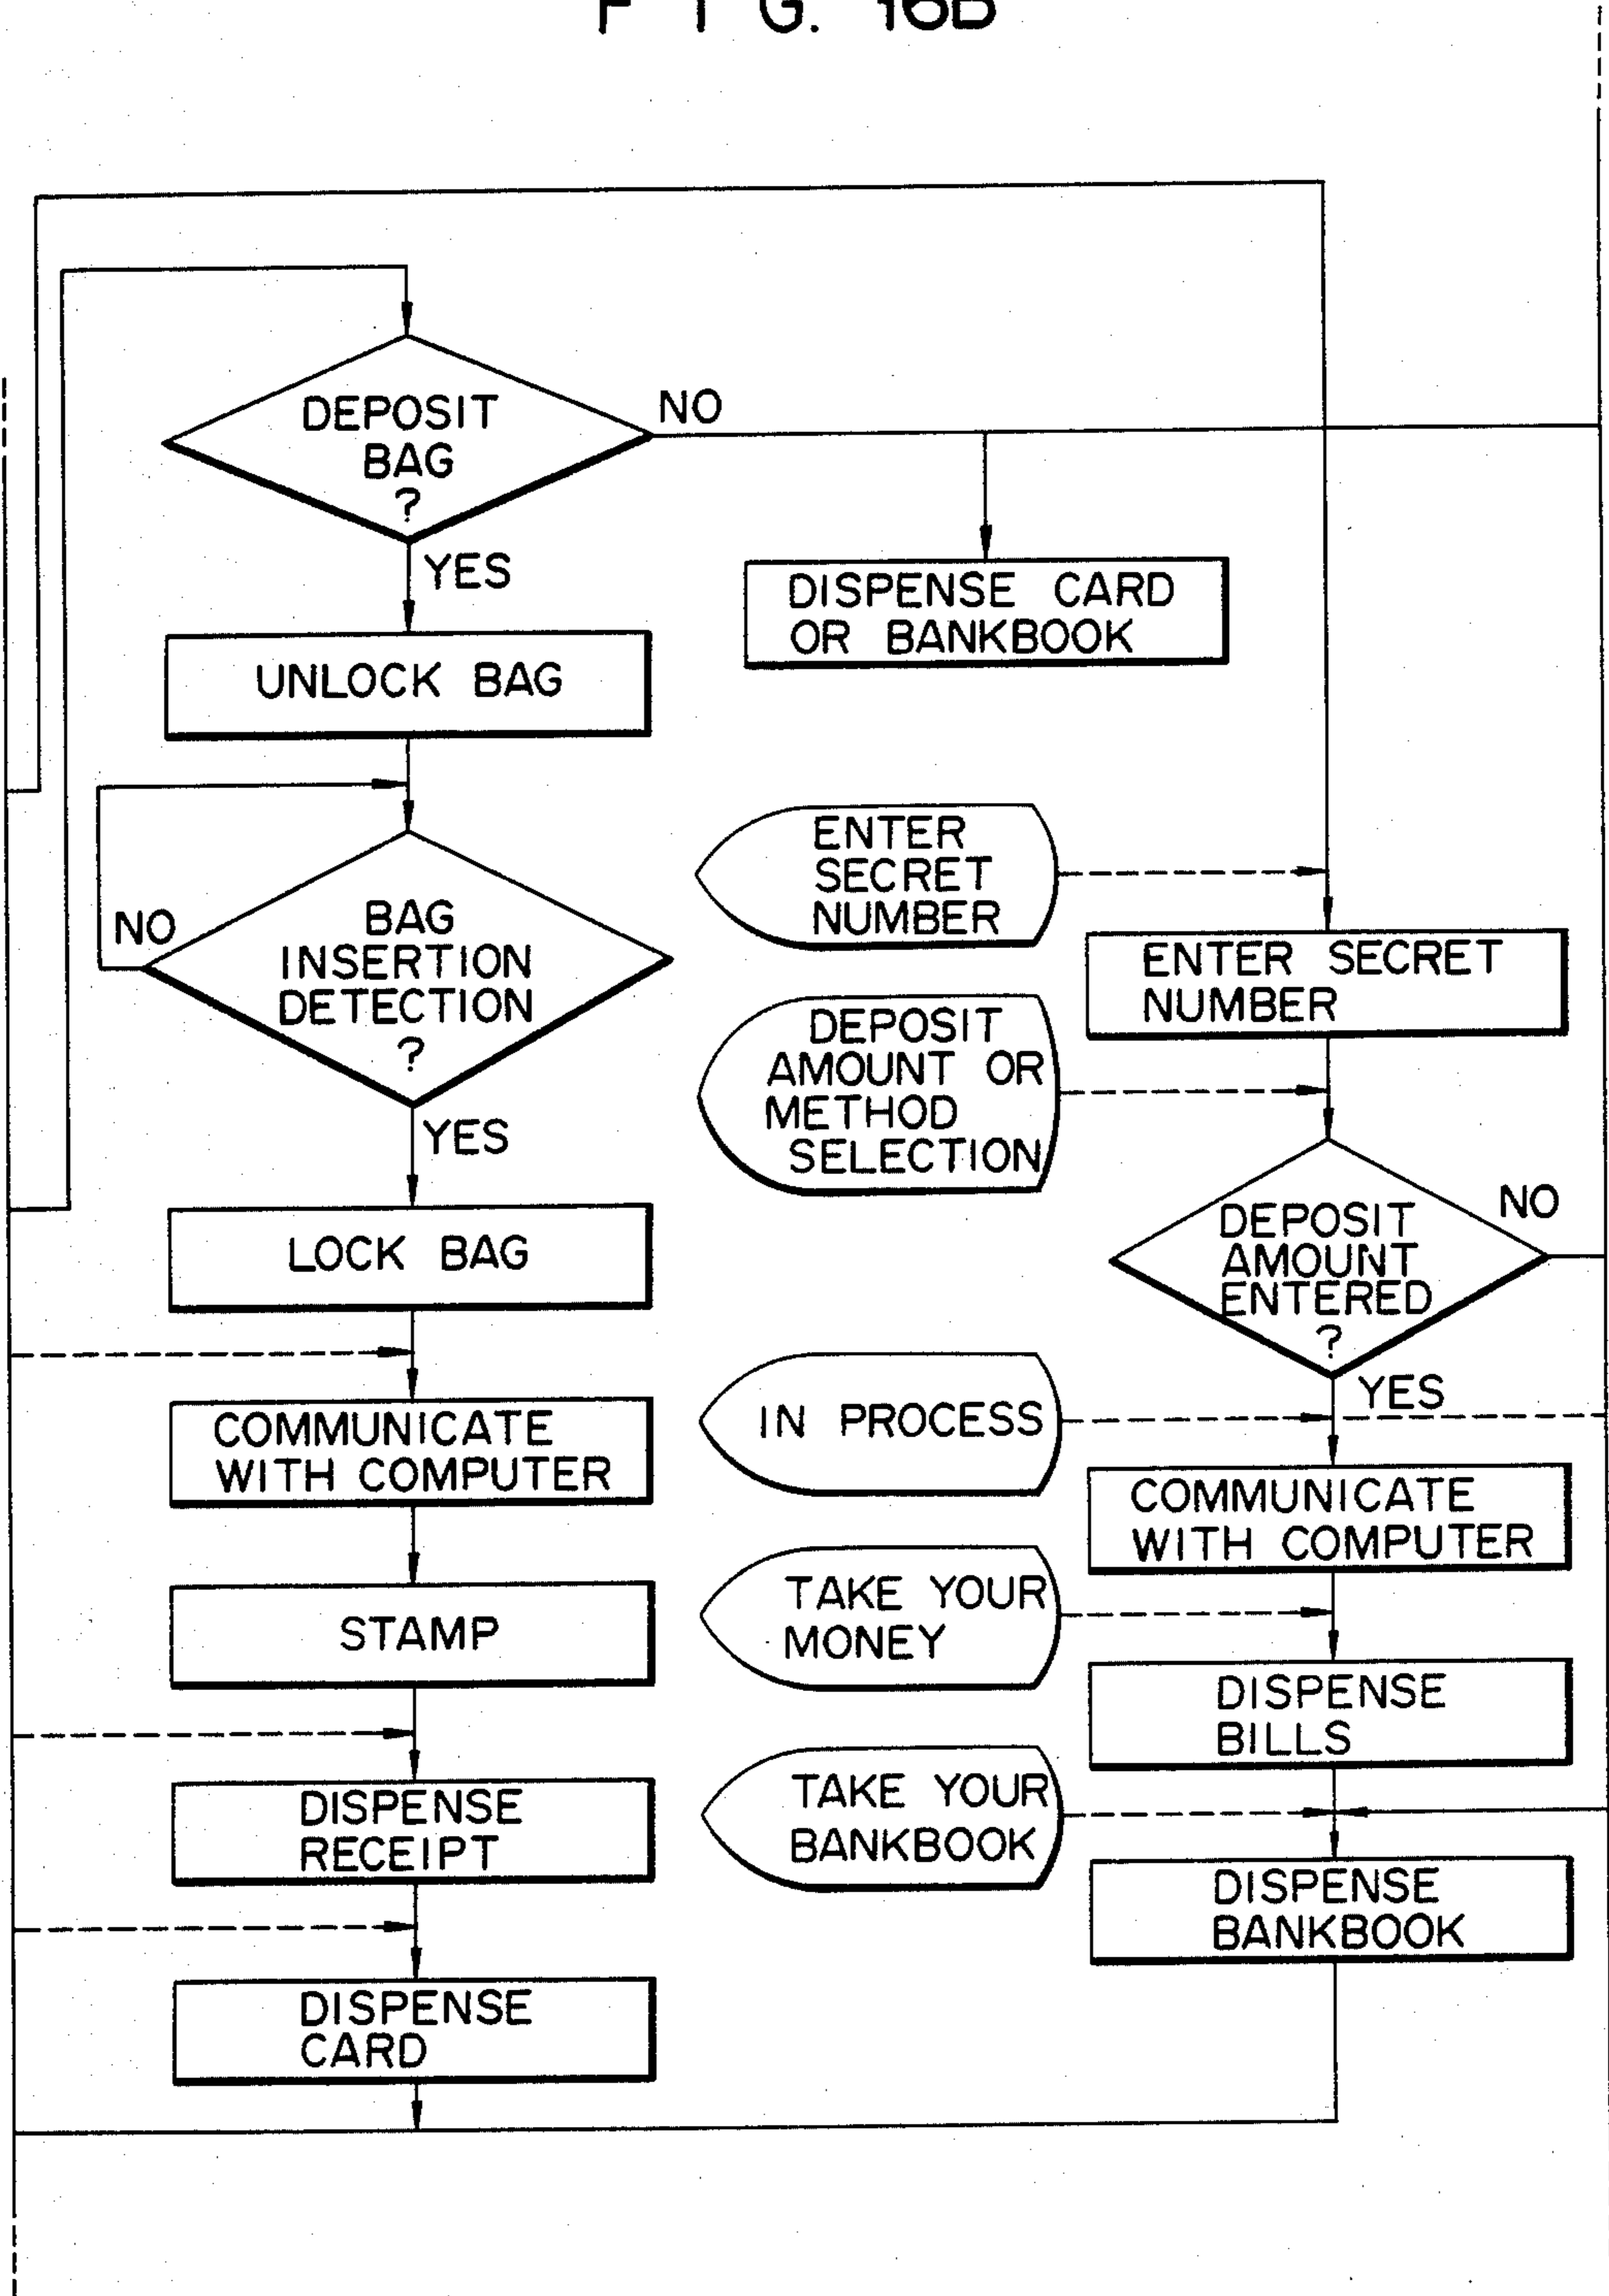 F I G. 16B
DEPOSIT
BAG
?
NO
YES
DISPENSE CARD
OR BANKBOOK
UNLOCK BAG
NO
BAG
INSERTION
DETECTION
?
YES
LOCK BAG
COMMUNICATE
WITH COMPUTER
STAMP
DISPENSE
RECEIPT
DISPENSE
CARD
ENTER
SECRET
NUMBER
ENTER SECRET
NUMBER
DEPOSIT
AMOUNT OR
METHOD
SELECTION
DEPOSIT
AMOUNT
ENTERED
?
NO
YES
IN PROCESS
COMMUNICATE
WITH COMPUTER
TAKE YOUR
MONEY
DISPENSE
BILLS
TAKE YOUR
BANKBOOK
DISPENSE
BANKBOOK